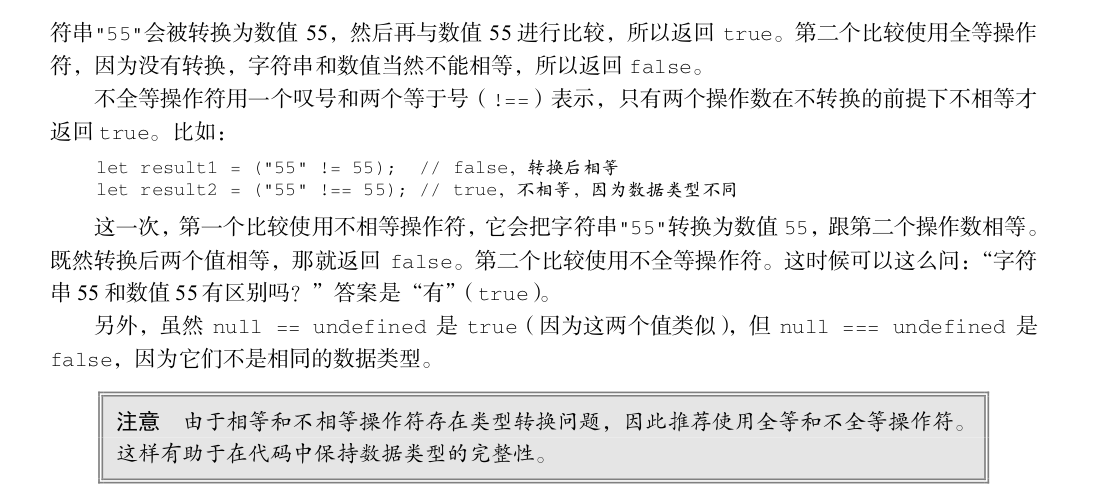 符串"55"会被转换为数值 55，然后再与数值 55 进行比较，所以返回 true。第二个比较使用全等操作
符，因为没有转换，字符串和数值当然不能相等，所以返回 false。
不全等操作符用一个叹号和两个等于号（!==）表示，只有两个操作数在不转换的前提下不相等才
返回 true。比如：
let result1 = ("55" != 55);  // false，转换后相等
let result2 = ("55" !== 55); // true，不相等，因为数据类型不同
这一次，第一个比较使用不相等操作符，它会把字符串"55"转换为数值 55，跟第二个操作数相等。
既然转换后两个值相等，那就返回 false。第二个比较使用不全等操作符。这时候可以这么问：“字符
串 55 和数值 55 有区别吗？”答案是“有”（true）。
另外，虽然 null == undefined 是 true（因为这两个值类似），但 null === undefined 是
false，因为它们不是相同的数据类型。
注意　由于相等和不相等操作符存在类型转换问题，因此推荐使用全等和不全等操作符。
这样有助于在代码中保持数据类型的完整性。